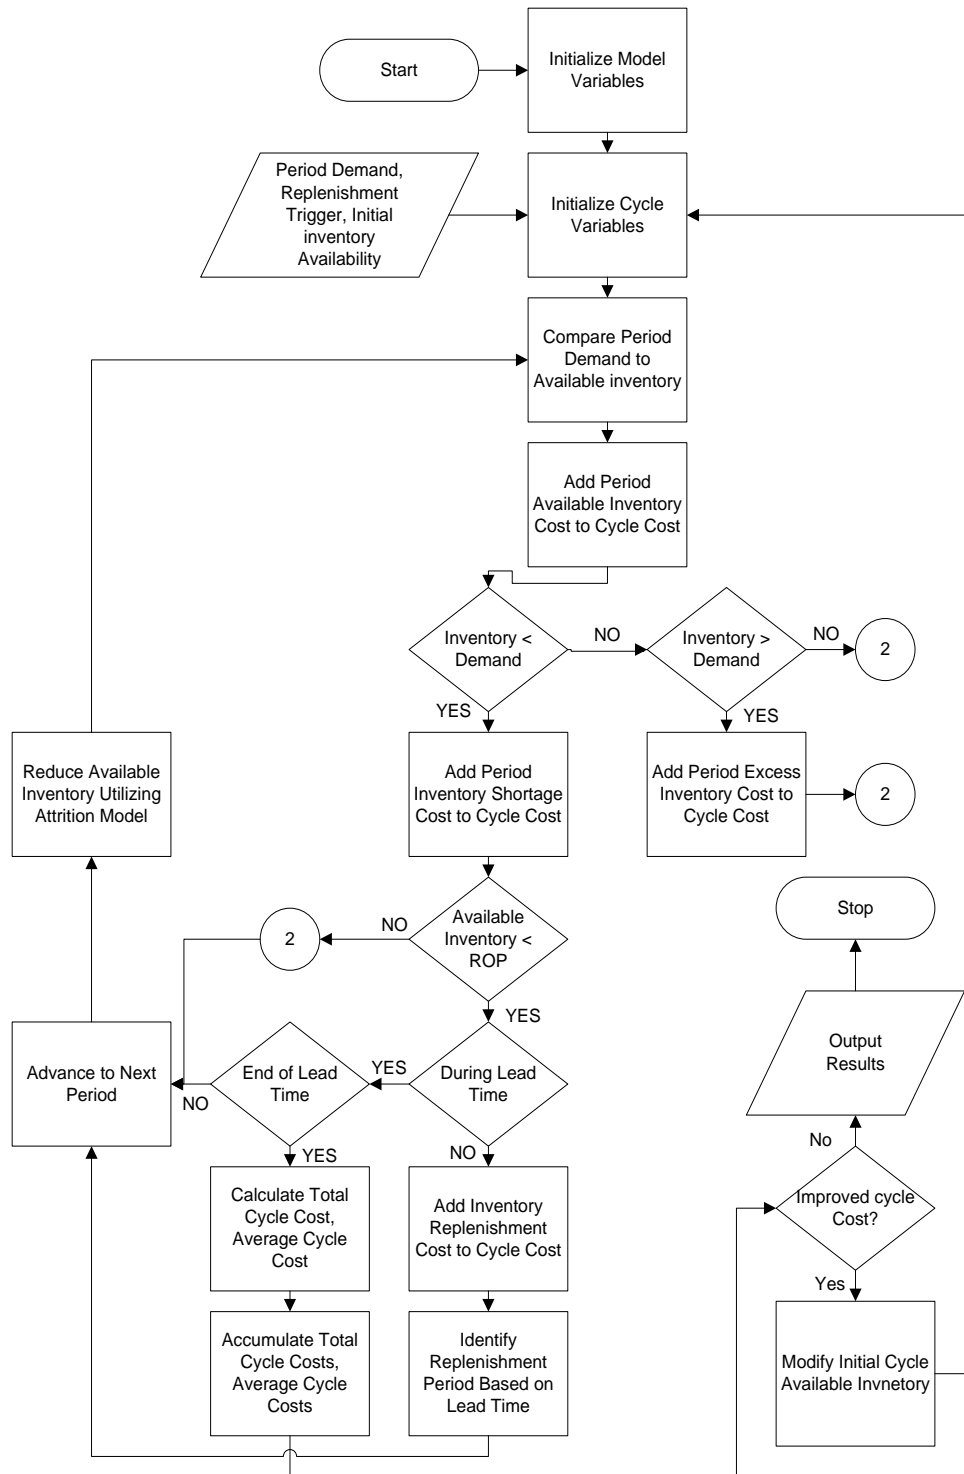 Start
Initialize Model
Variables
Period Demand,
Replenishment
Trigger, Initial
inventory
Availability
Initialize Cycle
Variables
Compare Period
Demand to
Available inventory
Add Period
Available Inventory
Cost to Cycle Cost
Inventory <
Demand
NO
Inventory >
Demand
NO
2
YES
YES
Reduce Available
Inventory Utilizing
Attrition Model
Add Period
Inventory Shortage
Cost to Cycle Cost
Add Period Excess
Inventory Cost to
Cycle Cost
2
Stop
2
NO
Available
Inventory <
ROP
YES
Advance to Next
Period
NO
End of Lead
Time
YES
During Lead
Time
Output
Results
YES
NO
No
Calculate Total
Cycle Cost,
Average Cycle
Cost
Add Inventory
Replenishment
Cost to Cycle Cost
Improved cycle
Cost?
Yes
Accumulate Total
Cycle Costs,
Average Cycle
Costs
Identify
Replenishment
Period Based on
Lead Time
Modify Initial Cycle
Available Invnetory